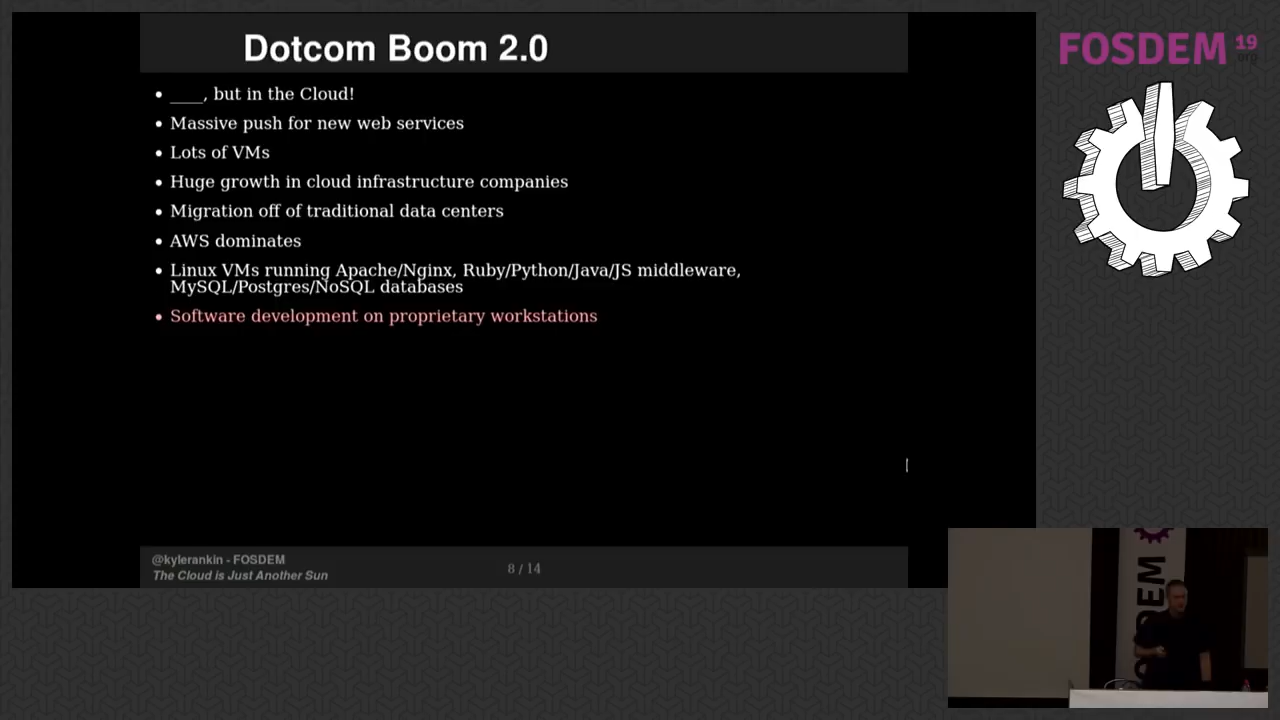 Dotcom Boom 2.0
• ____, but in the Cloud!
• Massive push for new web services
• Lots of VMs
• Huge growth in cloud infrastructure companies
• Migration off of traditional data centers
• AWS dominates
• Linux VMs running Apache/Nginx, Ruby/Python/Java/JS middleware,
MySQL/Postgres/NoSQL databases
• Software development on proprietary workstations
@kylerankin - FOSDEM
The Cloud is Just Another Sun
8 / 14
FOSDEM 19
.org
FOSDEM